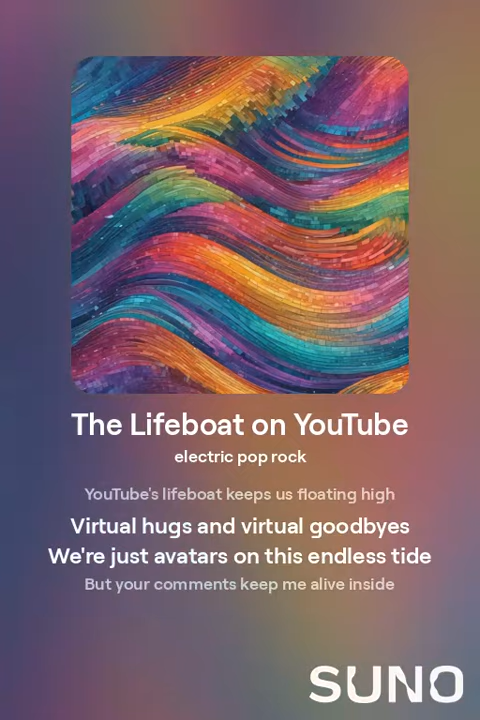 The Lifeboat on YouTube
electric pop rock
YouTube's lifeboat keeps us floating high
Virtual hugs and virtual goodbyes
We're just avatars on this endless tide
But your comments keep me alive inside
SUNO